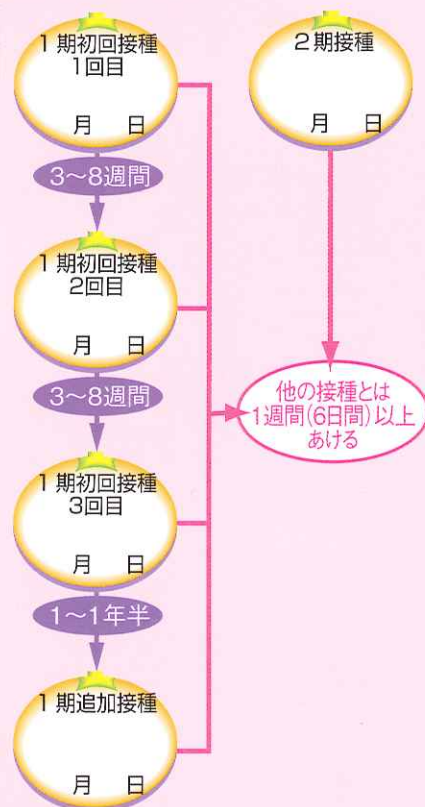 1期初回接種
1回目
月 日
3〜8週間
1期初回接種
2回目
月 日
3〜8週間
1期初回接種
3回目
月 日
1〜1年半
1期追加接種
月 日
2期接種
月 日
他の接種とは
1週間(6日間)以上
あける